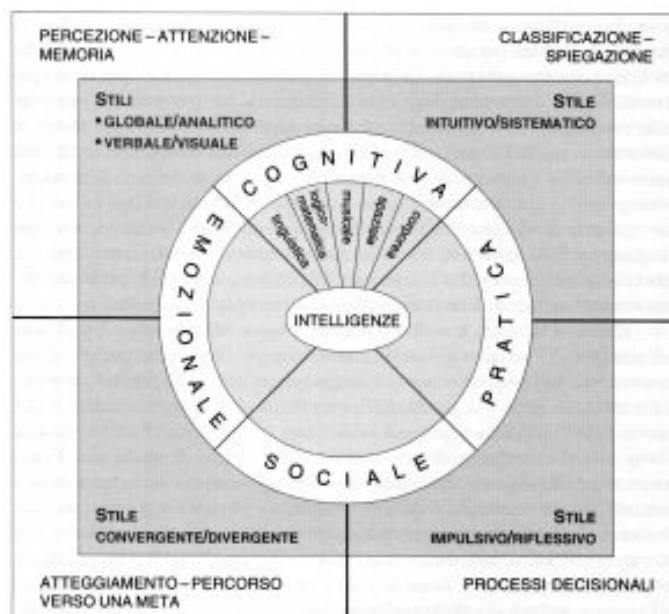 PERCEZIONE – ATTENZIONE –
MEMORIA
CLASSIFICAZIONE –
SPIEGAZIONE
STILI
• GLOBALE/ANALITICO
• VERBALE/VISUALE
STILE
INTUITIVO/SISTEMATICO
COGNITIVA
linguistica
logico-
matematica
musicale
spaziale
corporea
EMOZIONALE
INTELLIGENZE
PRATICA
SOCIALE
STILE
CONVERGENTE/DIVERGENTE
STILE
IMPULSIVO/RIFLESSIVO
ATTEGGIAMENTO – PERCORSO
VERSO UNA META
PROCESSI DECISIONALI